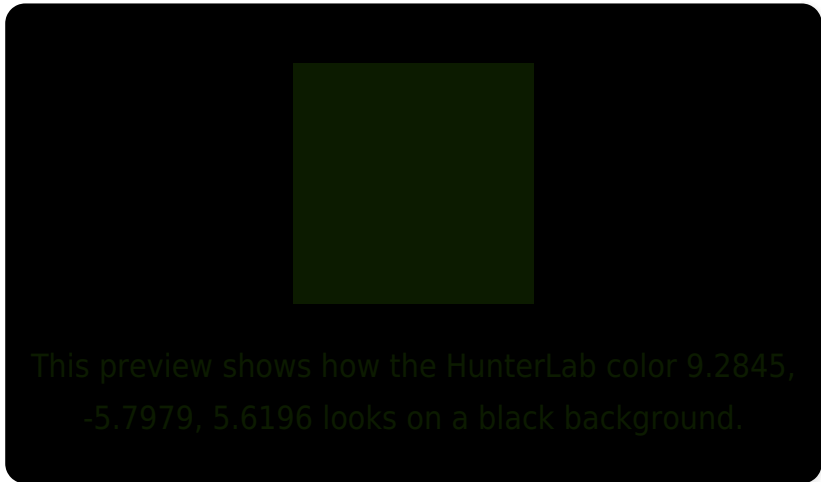 This preview shows how the HunterLab color 9.2845,
-5.7979, 5.6196 looks on a black background.